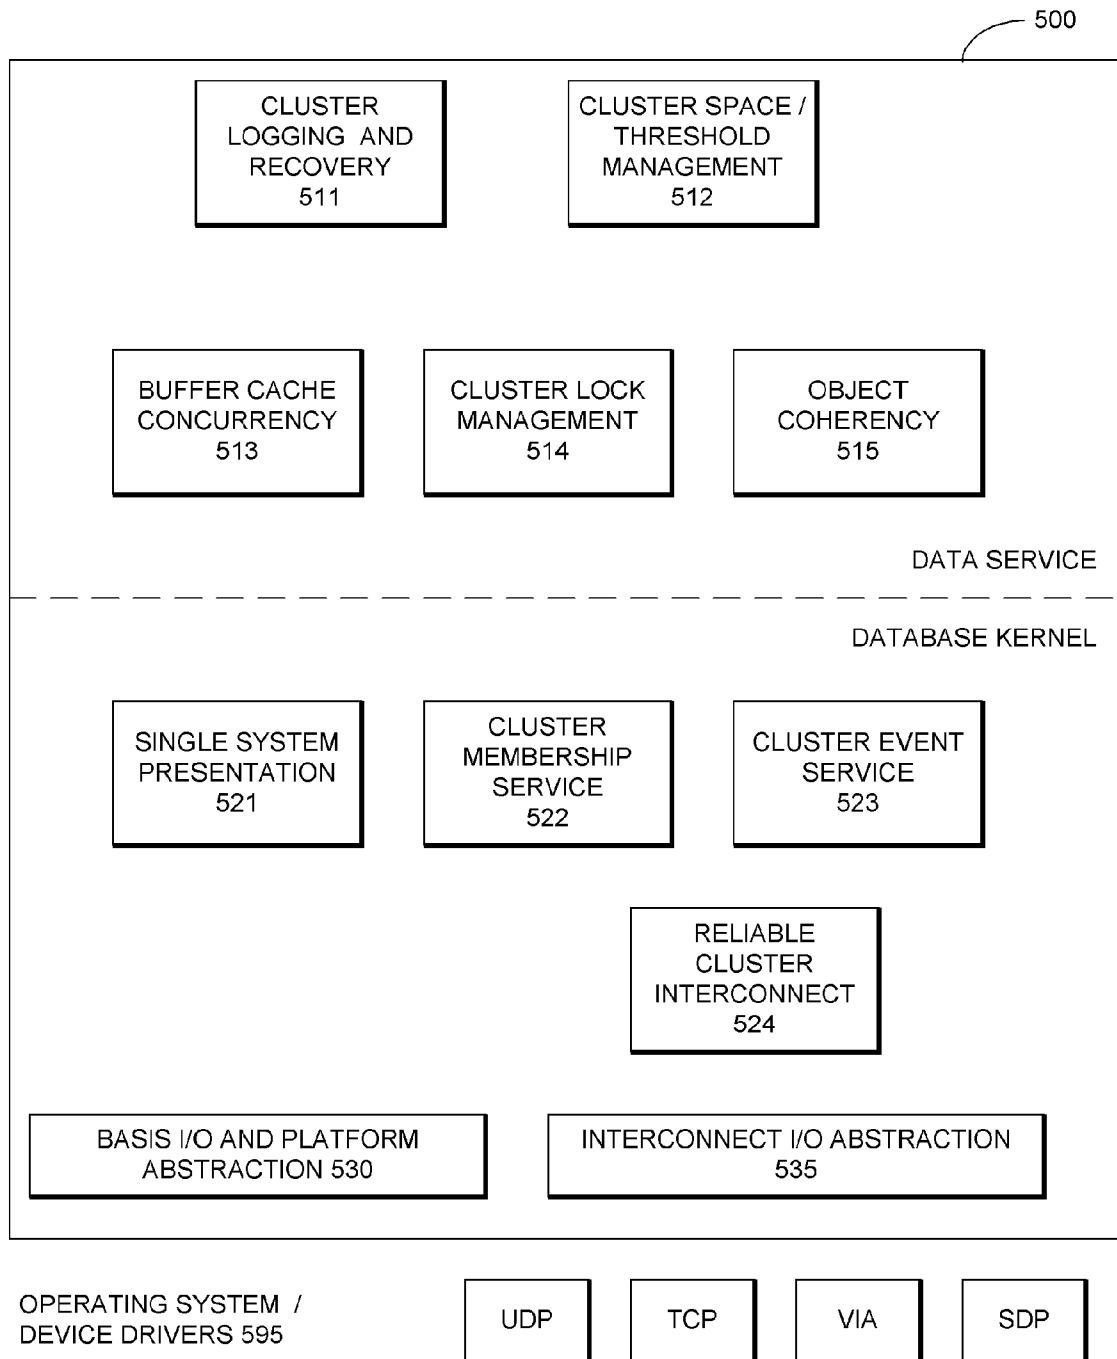 500
CLUSTER
LOGGING AND
RECOVERY
511
CLUSTER SPACE /
THRESHOLD
MANAGEMENT
512
BUFFER CACHE
CONCURRENCY
513
CLUSTER LOCK
MANAGEMENT
514
OBJECT
COHERENCY
515
DATA SERVICE
DATABASE KERNEL
SINGLE SYSTEM
PRESENTATION
521
CLUSTER
MEMBERSHIP
SERVICE
522
CLUSTER EVENT
SERVICE
523
RELIABLE
CLUSTER
INTERCONNECT
524
BASIS I/O AND PLATFORM
ABSTRACTION 530
INTERCONNECT I/O ABSTRACTION
535
OPERATING SYSTEM /
DEVICE DRIVERS 595
UDP
TCP
VIA
SDP